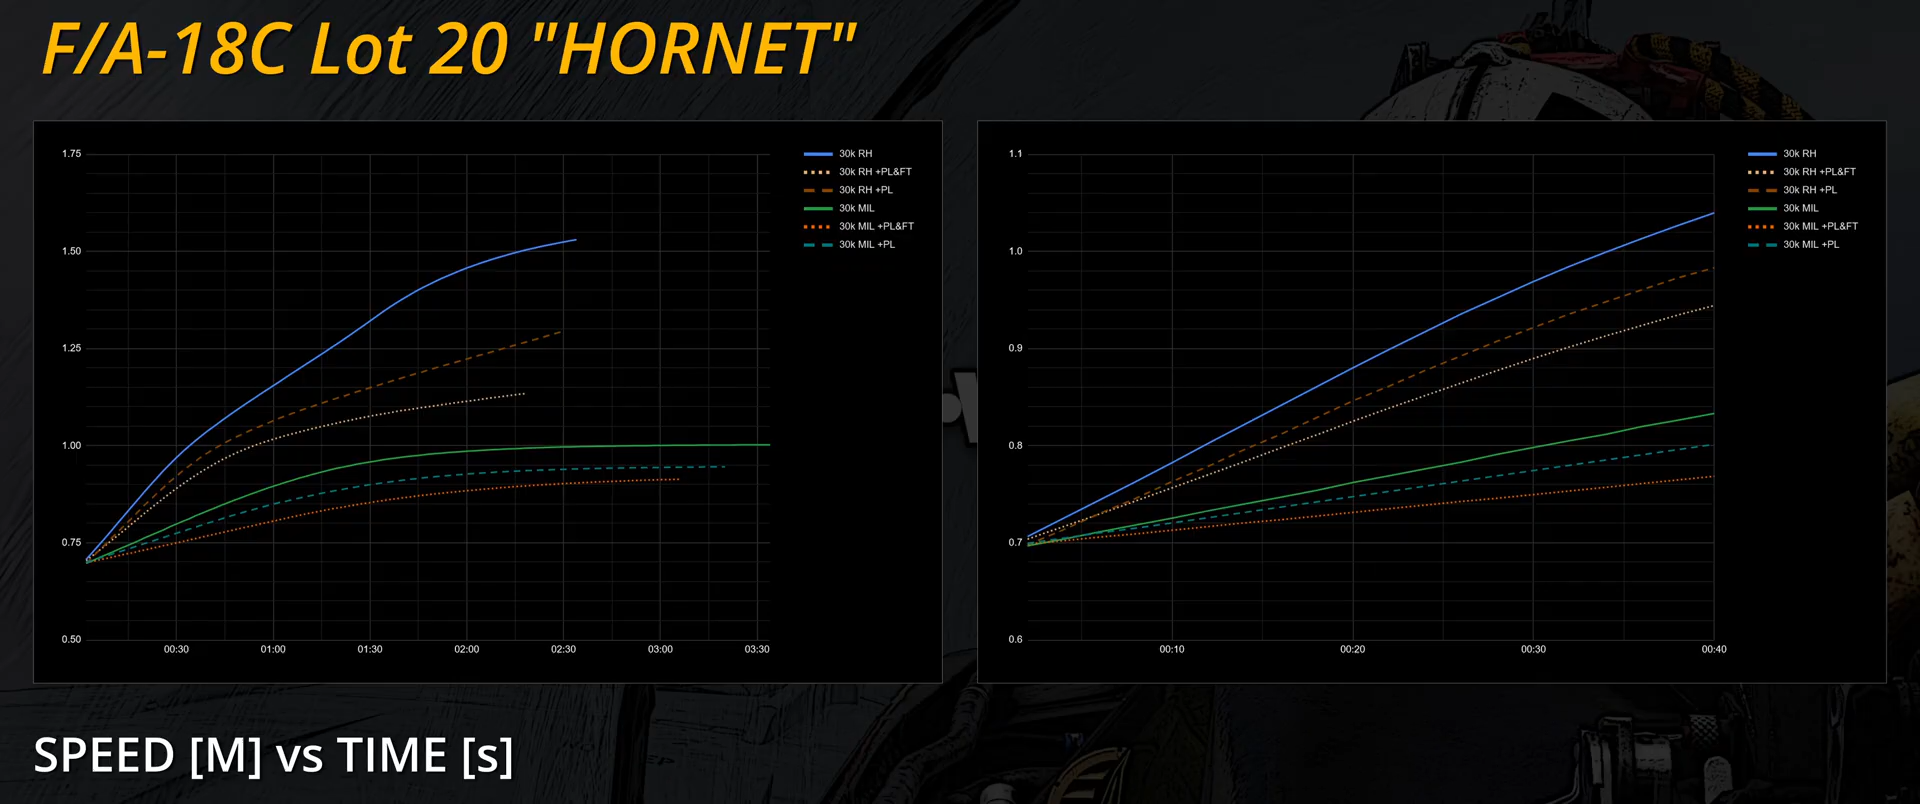 F/A-18C Lot 20 "HORNET"
1.75
1.50
1.25
1.00
0.75
0.50
00:30 01:00 01:30 02:00 02:30 03:00 03:30
30k RH
30k RH +PL&FT
30k RH +PL
30k MIL
30k MIL +PL&FT
30k MIL +PL
1.1
1.0
0.9
0.8
0.7
0.6
00:10 00:20 00:30 00:40
30k RH
30k RH +PL&FT
30k RH +PL
30k MIL
30k MIL +PL&FT
30k MIL +PL
SPEED [M] vs TIME [s]